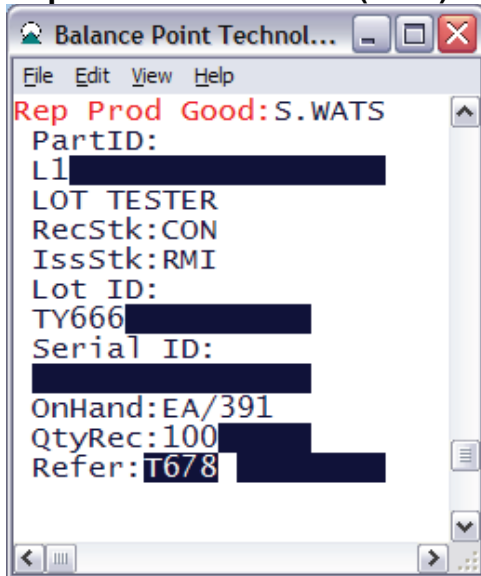 Balance Point Technol...
File Edit View Help
Rep Prod Good:S.WATS
PartID:
L1
LOT TESTER
RecStk:CON
IssStk:RMI
Lot ID:
TY666
Serial ID:
OnHand:EA/391
QtyRec:100
Refer:T678